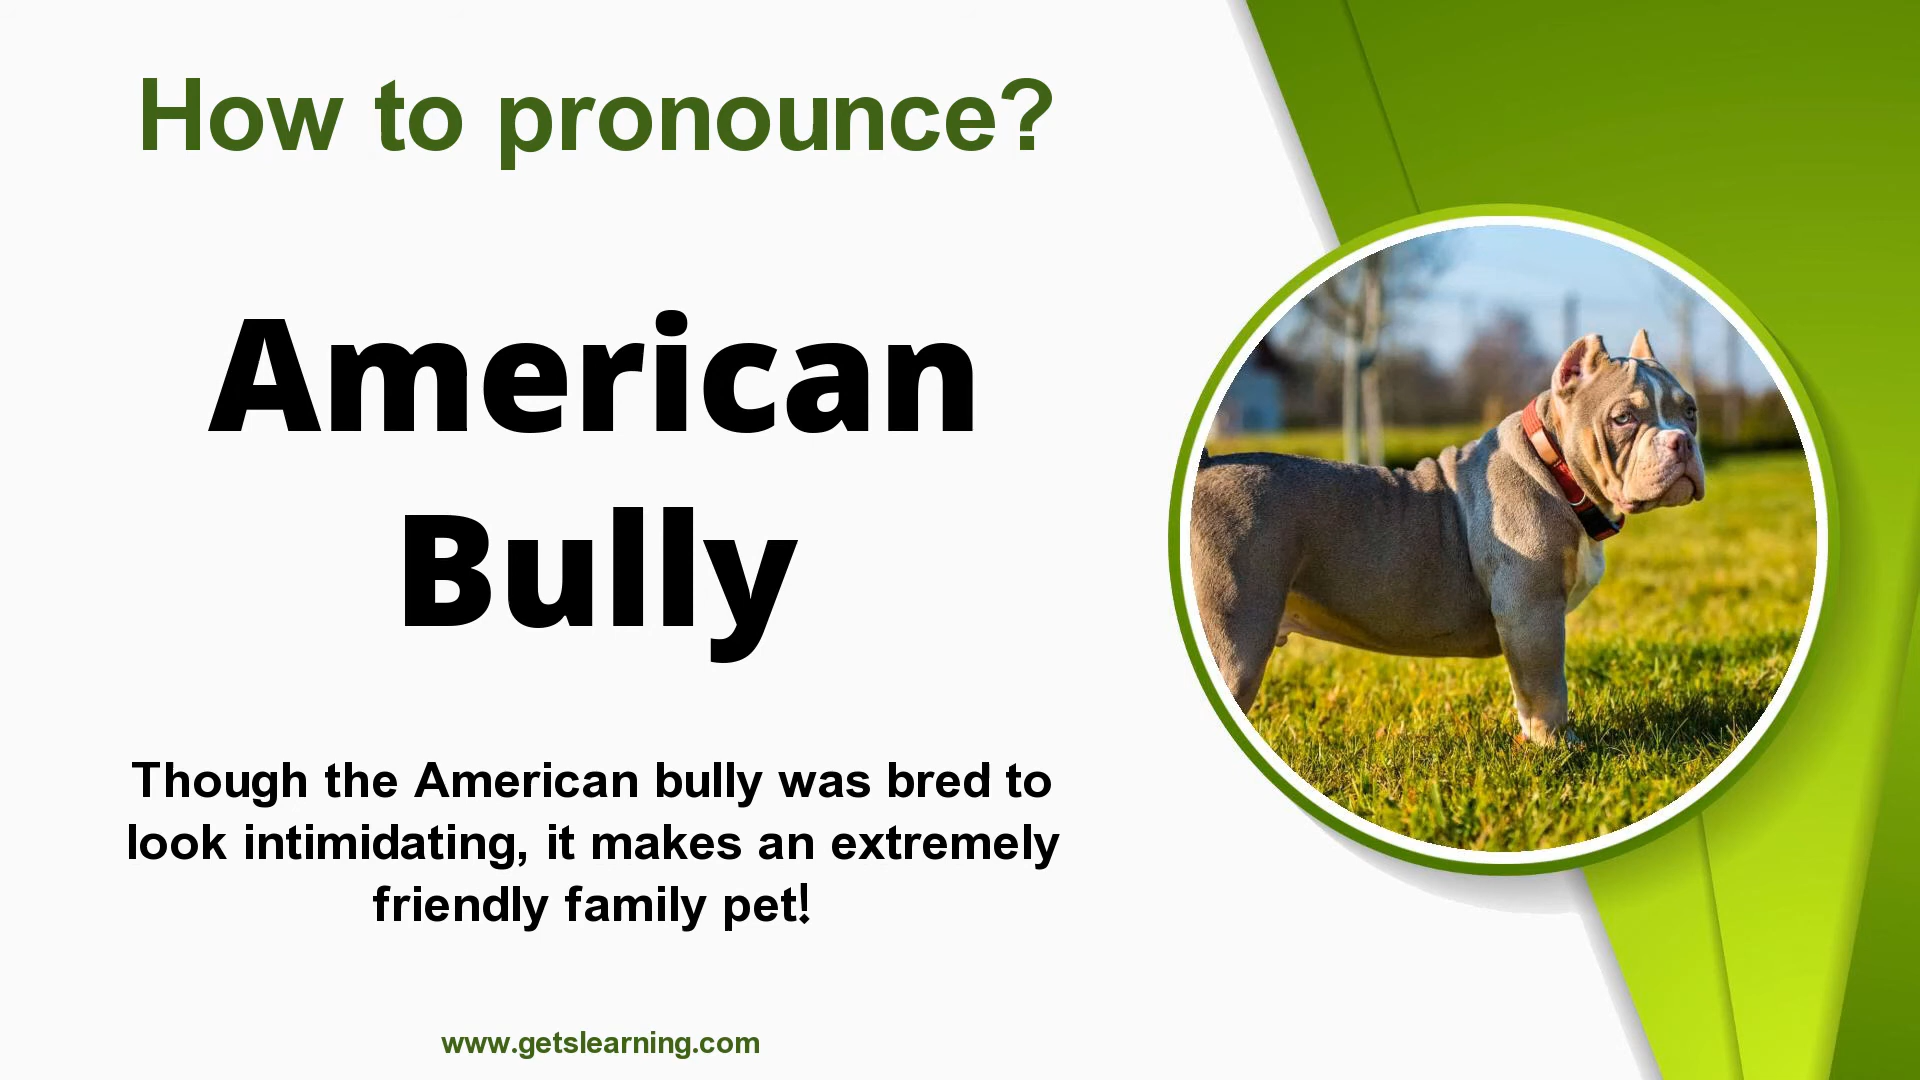 How to pronounce?
American
Bully
Though the American bully was bred to
look intimidating, it makes an extremely
friendly family pet!
www.getslearning.com